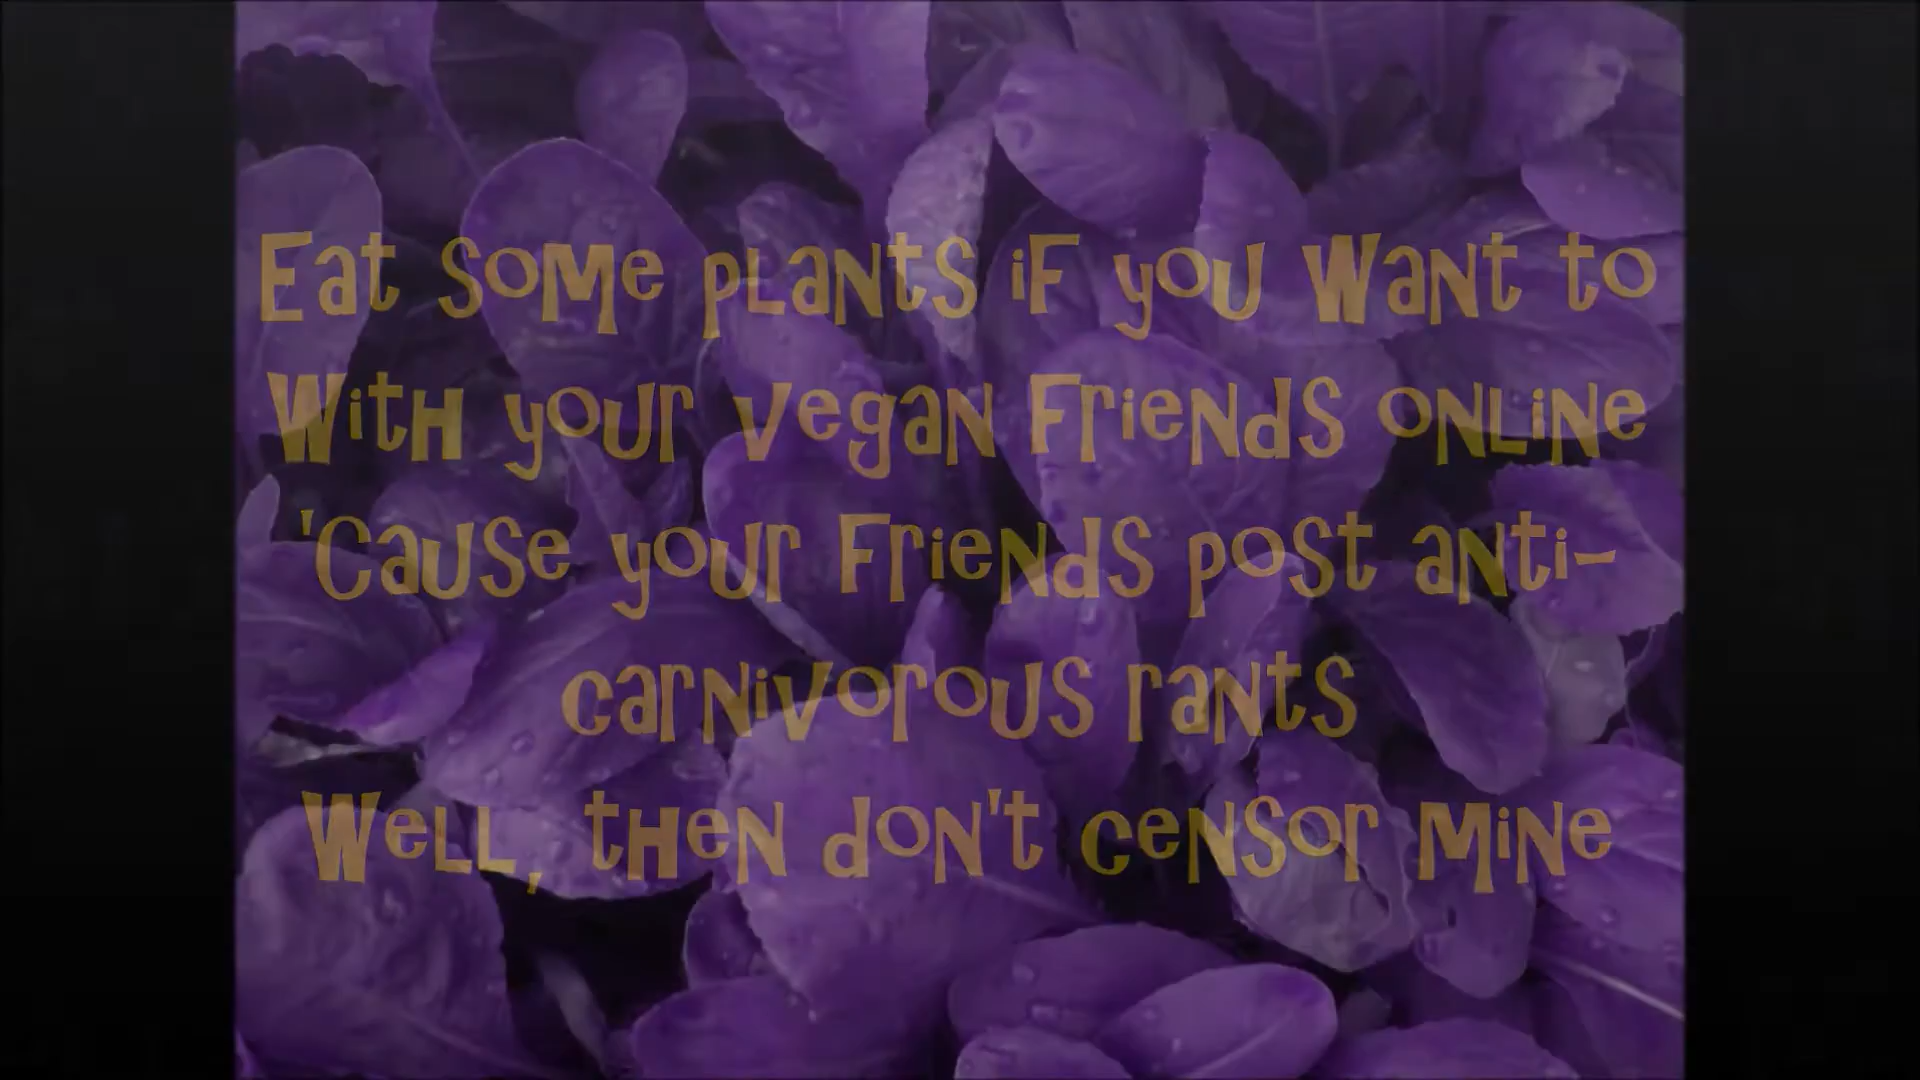 Eat some plants if you want to
With your vegan friends online
'Cause your friends post anti-
carnivorous rants
Well, then don't censor mine